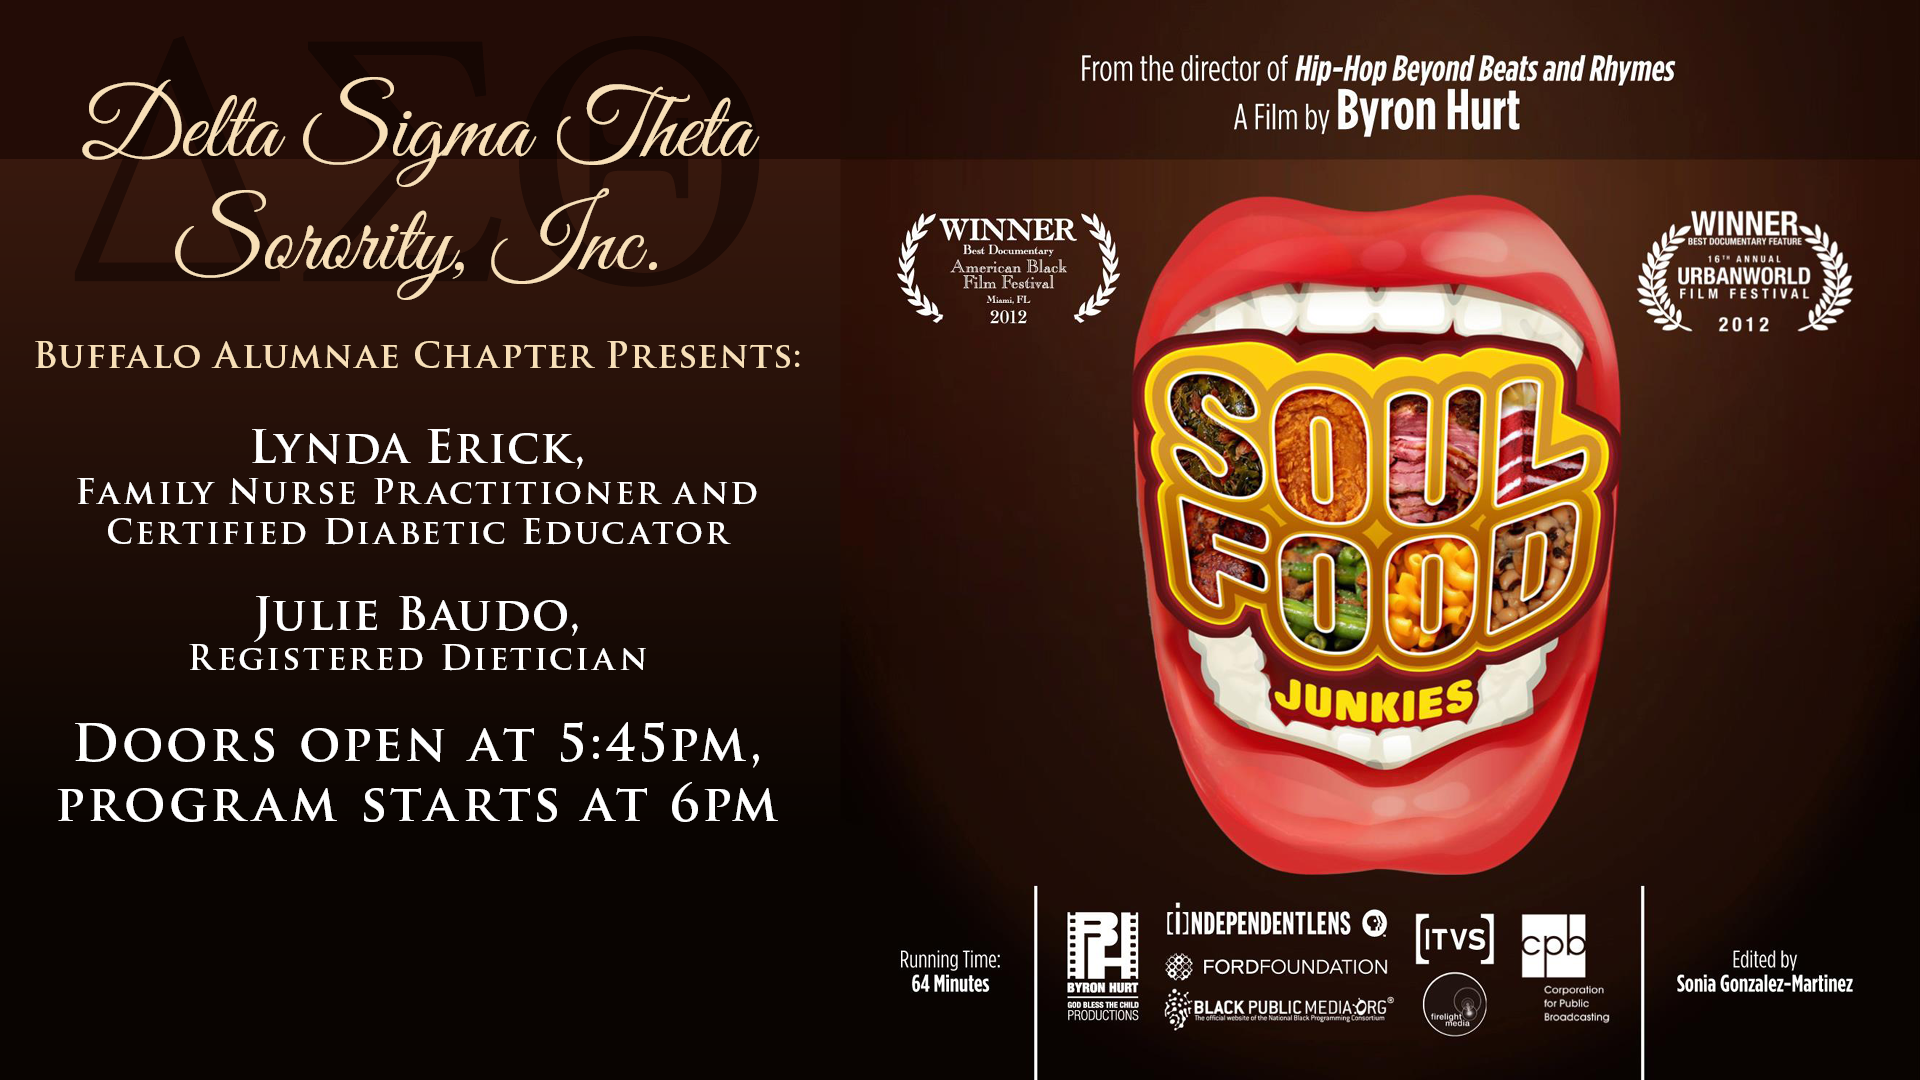 ΔΣΘ
Delta Sigma Theta
Sorority, Inc.
Buffalo Alumnae Chapter Presents:
Lynda Erick,
Family Nurse Practitioner and
Certified Diabetic Educator
Julie Baudo,
Registered Dietician
Doors open at 5:45pm,
program starts at 6pm
From the director of Hip-Hop Beyond Beats and Rhymes
A Film by Byron Hurt
WINNER
Best Documentary
American Black
Film Festival
Miami, FL
2012
WINNER
BEST DOCUMENTARY FEATURE
16TH ANNUAL
URBANWORLD
FILM FESTIVAL
2012
SOUL
FOOD
JUNKIES
Running Time:
64 Minutes
BPH
BYRON HURT
GOD BLESS THE CHILD
PRODUCTIONS
[i]NDEPENDENTLENS
FORDFOUNDATION
BLACK PUBLIC MEDIA.ORG®
The official website of the National Black Programming Consortium
[ITVS]
firelight
media
cpb
Corporation
for Public
Broadcasting
Edited by
Sonia Gonzalez-Martinez